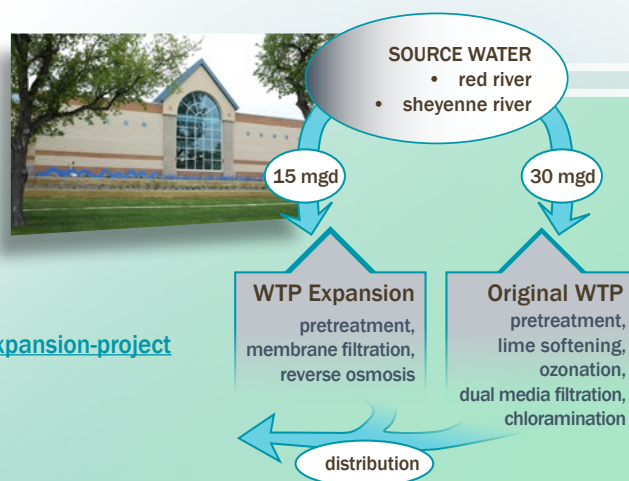 SOURCE WATER
• red river
• sheyenne river
15 mgd
30 mgd
WTP Expansion
pretreatment,
membrane filtration,
reverse osmosis
Original WTP
pretreatment,
lime softening,
ozonation,
dual media filtration,
chloramination
xpansion-project
distribution